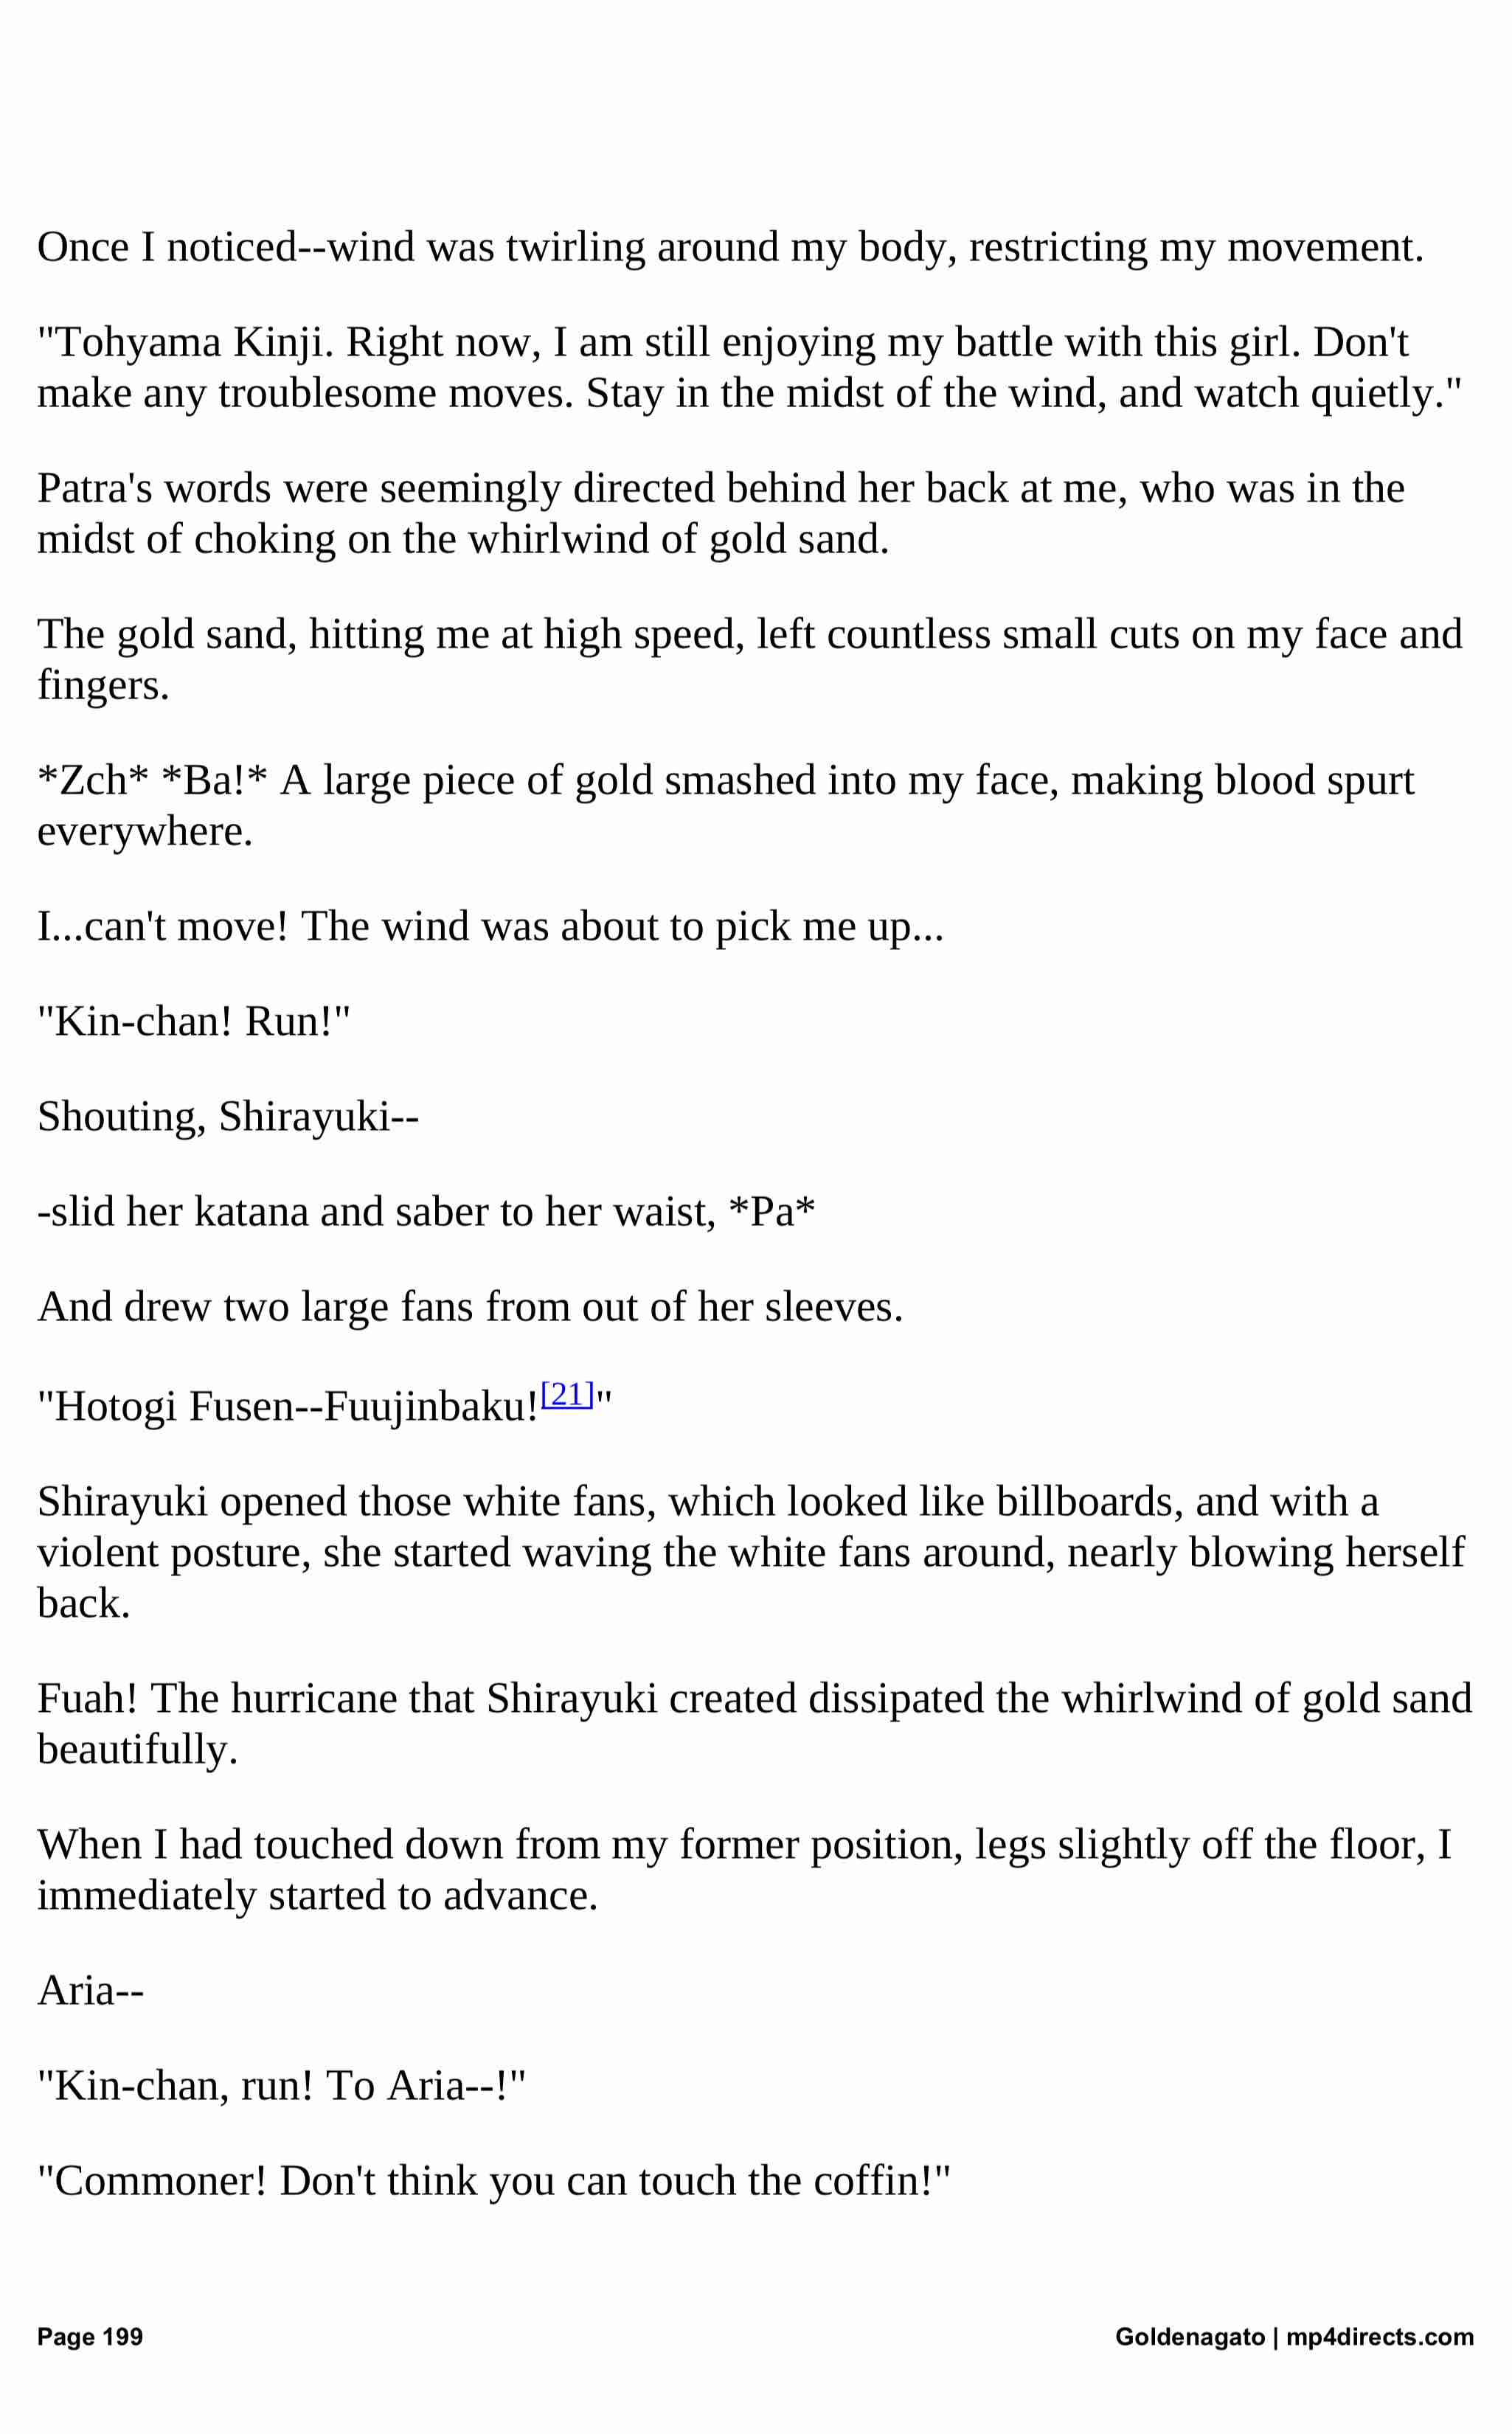 Once I noticed--wind was twirling around my body, restricting my movement.
"Tohyama Kinji. Right now, I am still enjoying my battle with this girl. Don't
make any troublesome moves. Stay in the midst of the wind, and watch quietly."
Patra's words were seemingly directed behind her back at me, who was in the
midst of choking on the whirlwind of gold sand.
The gold sand, hitting me at high speed, left countless small cuts on my face and
fingers.
*Zch* *Ba!* A large piece of gold smashed into my face, making blood spurt
everywhere.
I...can't move! The wind was about to pick me up...
"Kin-chan! Run!"
Shouting, Shirayuki--
-slid her katana and saber to her waist, *Pa*
And drew two large fans from out of her sleeves.
"Hotogi Fusen--Fuujinbaku![21]"
Shirayuki opened those white fans, which looked like billboards, and with a
violent posture, she started waving the white fans around, nearly blowing herself
back.
Fuah! The hurricane that Shirayuki created dissipated the whirlwind of gold sand
beautifully.
When I had touched down from my former position, legs slightly off the floor, I
immediately started to advance.
Aria--
"Kin-chan, run! To Aria--!"
"Commoner! Don't think you can touch the coffin!"
Page 199
Goldenagato | mp4directs.com